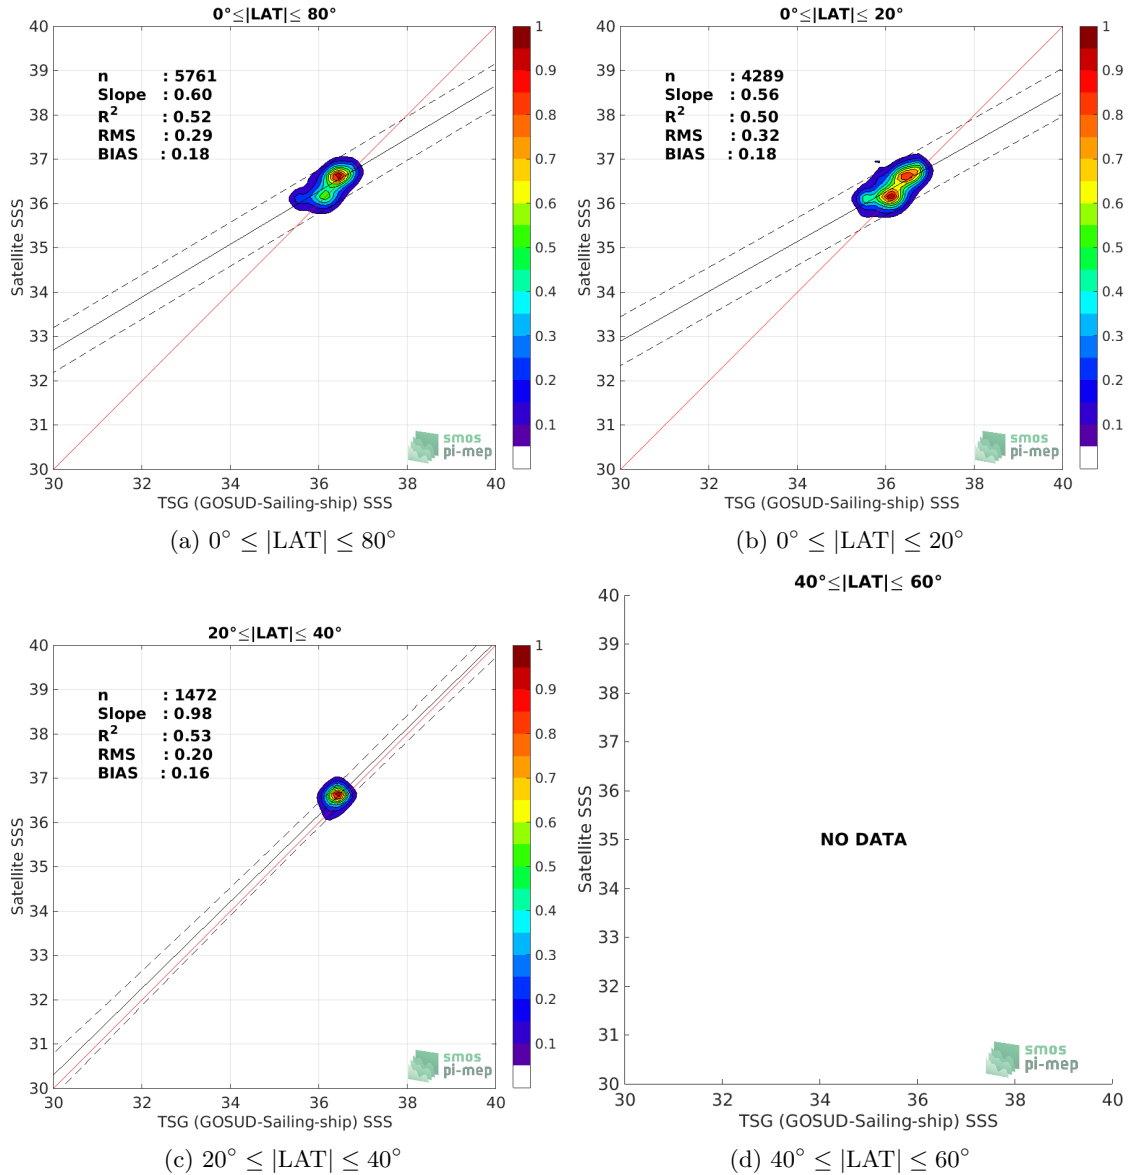 0°≤|LAT|≤ 80°
40
39
38
37
36
35
34
33
32
31
30
Satellite SSS
n : 5761
Slope : 0.60
R² : 0.52
RMS : 0.29
BIAS : 0.18
1
0.9
0.8
0.7
0.6
0.5
0.4
0.3
0.2
0.1
smos
pi-mep
30 32 34 36 38 40
TSG (GOSUD-Sailing-ship) SSS
(a) 0° ≤ |LAT| ≤ 80°
0°≤|LAT|≤ 20°
40
39
38
37
36
35
34
33
32
31
30
Satellite SSS
n : 4289
Slope : 0.56
R² : 0.50
RMS : 0.32
BIAS : 0.18
1
0.9
0.8
0.7
0.6
0.5
0.4
0.3
0.2
0.1
smos
pi-mep
30 32 34 36 38 40
TSG (GOSUD-Sailing-ship) SSS
(b) 0° ≤ |LAT| ≤ 20°
20°≤|LAT|≤ 40°
40
39
38
37
36
35
34
33
32
31
30
Satellite SSS
n : 1472
Slope : 0.98
R² : 0.53
RMS : 0.20
BIAS : 0.16
1
0.9
0.8
0.7
0.6
0.5
0.4
0.3
0.2
0.1
smos
pi-mep
30 32 34 36 38 40
TSG (GOSUD-Sailing-ship) SSS
(c) 20° ≤ |LAT| ≤ 40°
40°≤|LAT|≤ 60°
40
39
38
37
36
35
34
33
32
31
30
Satellite SSS
NO DATA
smos
pi-mep
30 32 34 36 38 40
TSG (GOSUD-Sailing-ship) SSS
(d) 40° ≤ |LAT| ≤ 60°